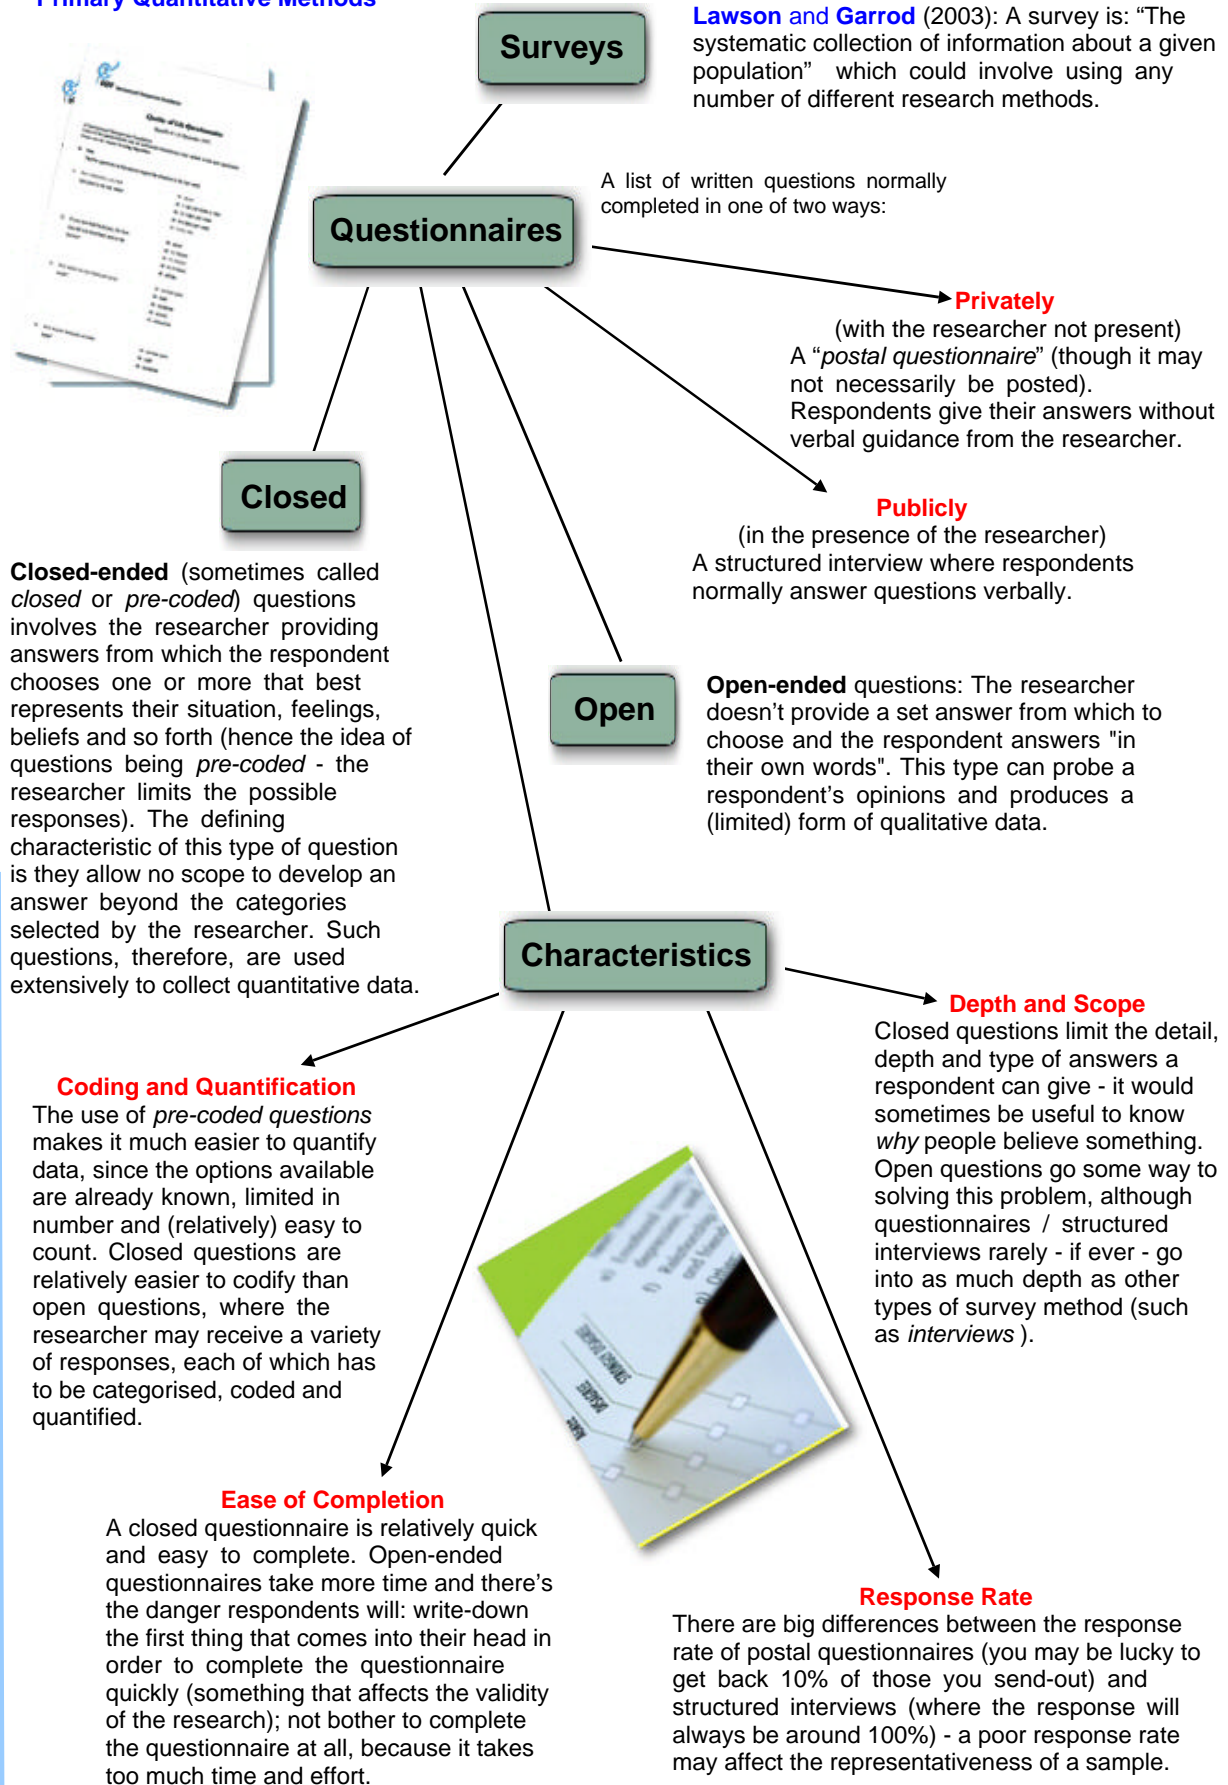 Primary Quantitative Methods
Surveys
Lawson and Garrod (2003): A survey is: “The
systematic collection of information about a given
population” which could involve using any
number of different research methods.
Questionnaires
A list of written questions normally
completed in one of two ways:
Privately
(with the researcher not present)
A “postal questionnaire” (though it may
not necessarily be posted).
Respondents give their answers without
verbal guidance from the researcher.
Publicly
(in the presence of the researcher)
A structured interview where respondents
normally answer questions verbally.
Closed
Closed-ended (sometimes called
closed or pre-coded) questions
involves the researcher providing
answers from which the respondent
chooses one or more that best
represents their situation, feelings,
beliefs and so forth (hence the idea of
questions being pre-coded - the
researcher limits the possible
responses). The defining
characteristic of this type of question
is they allow no scope to develop an
answer beyond the categories
selected by the researcher. Such
questions, therefore, are used
extensively to collect quantitative data.
Open
Open-ended questions: The researcher
doesn’t provide a set answer from which to
choose and the respondent answers "in
their own words". This type can probe a
respondent’s opinions and produces a
(limited) form of qualitative data.
Characteristics
Depth and Scope
Closed questions limit the detail,
depth and type of answers a
respondent can give - it would
sometimes be useful to know
why people believe something.
Open questions go some way to
solving this problem, although
questionnaires / structured
interviews rarely - if ever - go
into as much depth as other
types of survey method (such
as interviews ).
Coding and Quantification
The use of pre-coded questions
makes it much easier to quantify
data, since the options available
are already known, limited in
number and (relatively) easy to
count. Closed questions are
relatively easier to codify than
open questions, where the
researcher may receive a variety
of responses, each of which has
to be categorised, coded and
quantified.
STRONGLY DISAGREE
DISAGREE
Ease of Completion
A closed questionnaire is relatively quick
and easy to complete. Open-ended
questionnaires take more time and there’s
the danger respondents will: write-down
the first thing that comes into their head in
order to complete the questionnaire
quickly (something that affects the validity
of the research); not bother to complete
the questionnaire at all, because it takes
too much time and effort.
Response Rate
There are big differences between the response
rate of postal questionnaires (you may be lucky to
get back 10% of those you send-out) and
structured interviews (where the response will
always be around 100%) - a poor response rate
may affect the representativeness of a sample.